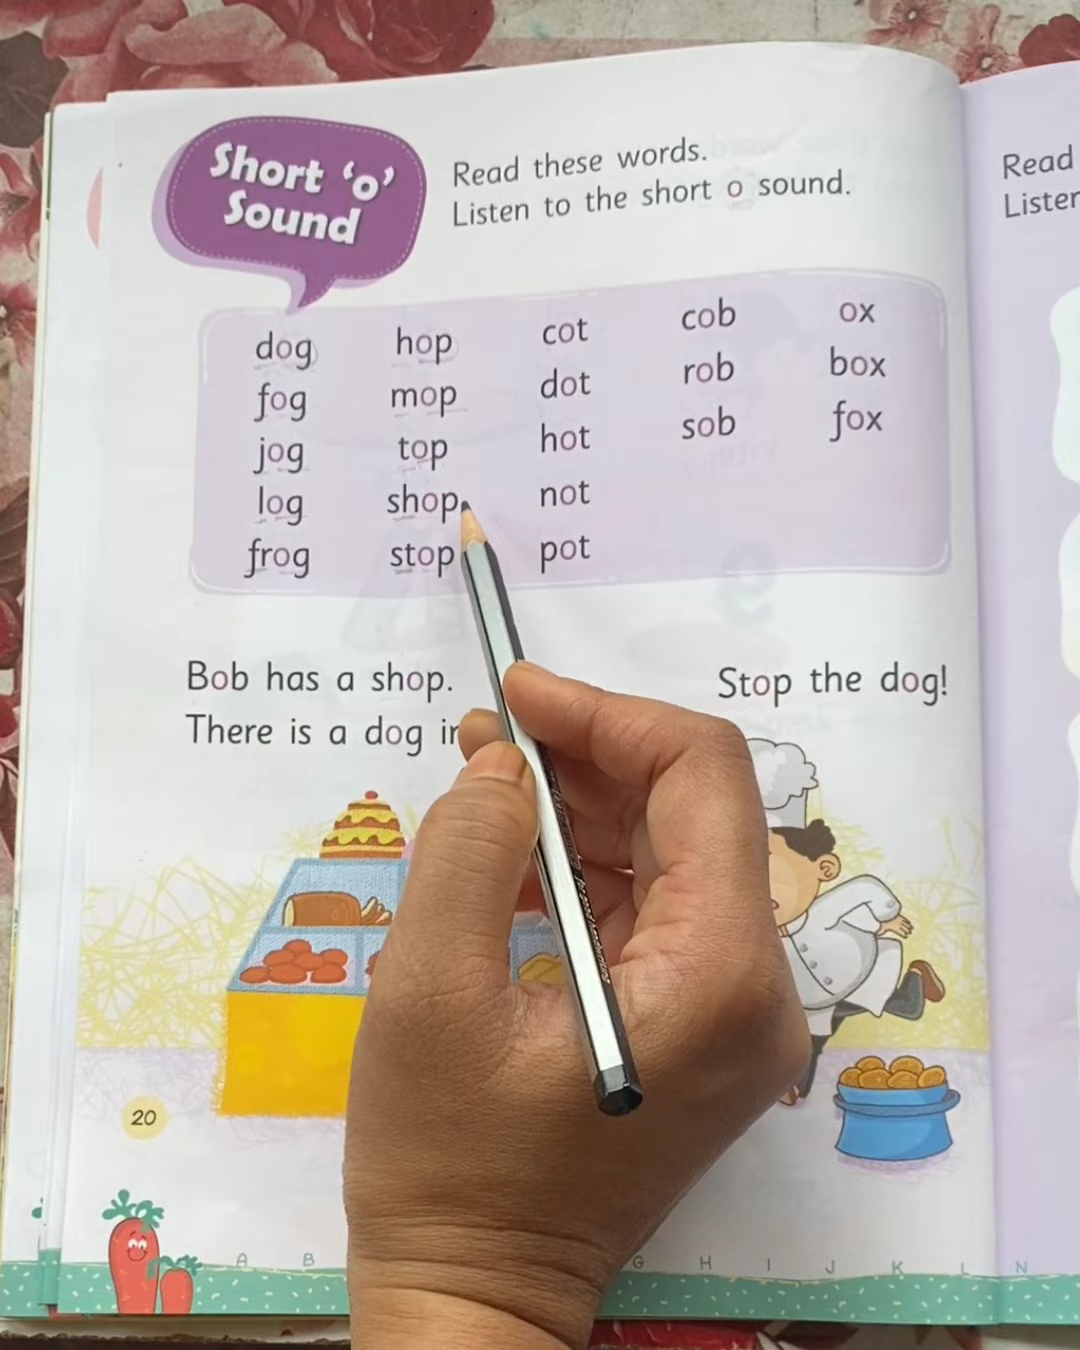 Short 'o'
Sound
Read these words.
Listen to the short o sound.
dog hop cot cob ox
fog mop dot rob box
jog top hot sob fox
log shop not
frog stop pot
Bob has a shop.
There is a dog
Stop the dog!
20
A B G H I J K L N
Read